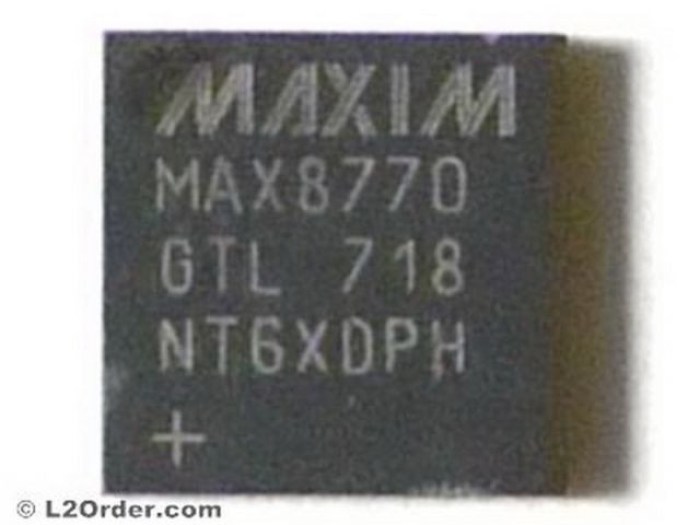 MAXIM
MAX8770
GTL 718
NT6XDPH
+
© L2Order.com